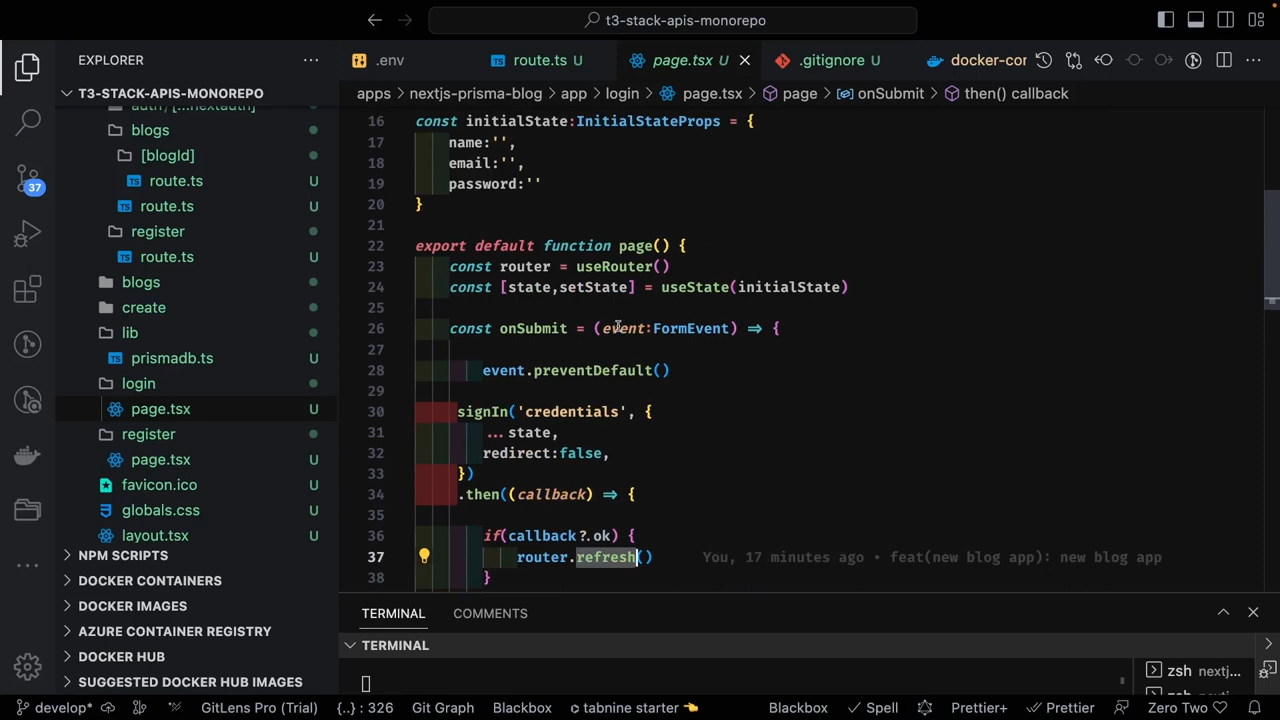 t3-stack-apis-monorepo
EXPLORER
.env
route.ts U
page.tsx U
.gitignore U
docker-cor
T3-STACK-APIS-MONOREPO
apps > nextjs-prisma-blog > app > login > page.tsx > page > onSubmit > then() callback
auth / [...nextauth]
blogs
[blogId]
route.ts U
route.ts U
register
route.ts U
blogs
create
lib
prismadb.ts U
login
page.tsx U
register
page.tsx U
favicon.ico U
globals.css U
layout.tsx U
NPM SCRIPTS
DOCKER CONTAINERS
DOCKER IMAGES
AZURE CONTAINER REGISTRY
DOCKER HUB
SUGGESTED DOCKER HUB IMAGES
37
16 const initialState:InitialStateProps = {
17 name:'',
18 email:'',
19 password:''
20 }
21
22 export default function page() {
23 const router = useRouter()
24 const [state,setState] = useState(initialState)
25
26 const onSubmit = (event:FormEvent) => {
27
28 event.preventDefault()
29
30 signIn('credentials', {
31 ...state,
32 redirect:false,
33 })
34 .then((callback) => {
35
36 if(callback?.ok) {
37 router.refresh() You, 17 minutes ago • feat(new blog app): new blog app
38 }
TERMINAL COMMENTS
TERMINAL
zsh nextj...
develop* GitLens Pro (Trial) {..} : 326 Git Graph Blackbox tabnine starter Blackbox Spell Prettier+ Prettier Zero Two